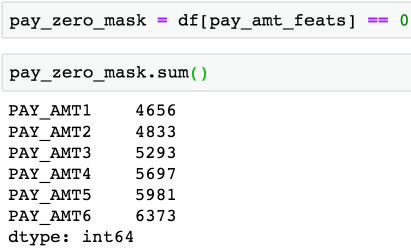 pay_zero_mask = df[pay_amt_feats] == 0
pay_zero_mask.sum()
PAY_AMT1    4656
PAY_AMT2    4833
PAY_AMT3    5293
PAY_AMT4    5697
PAY_AMT5    5981
PAY_AMT6    6373
dtype: int64